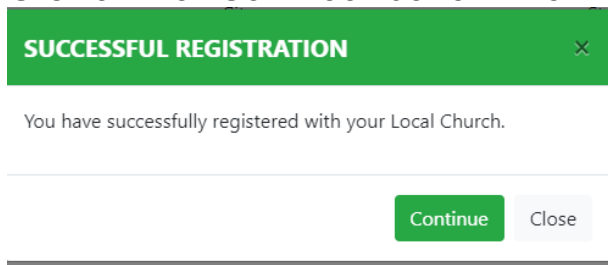 SUCCESSFUL REGISTRATION ×
You have successfully registered with your Local Church.
Continue Close